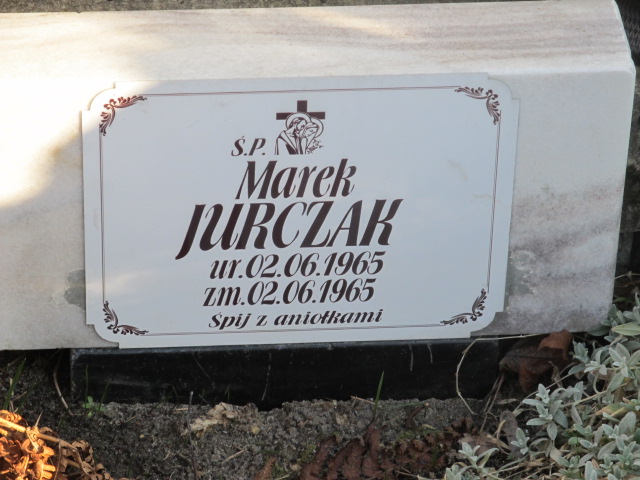 Ś.P.
Marek
JURCZAK
ur.02.06.1965
zm.02.06.1965
Śpij z aniołkami